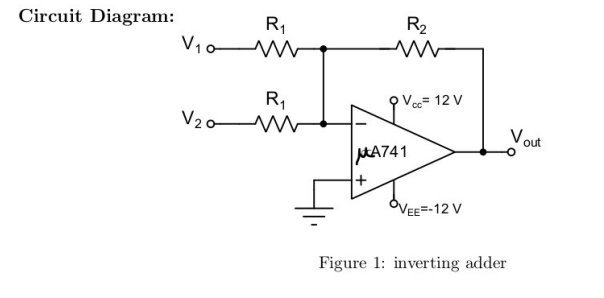 Circuit Diagram:
R1
R2
V1
R1
Vcc= 12 V
V2
−
μA741
Vout
+
VEE=-12 V
Figure 1: inverting adder